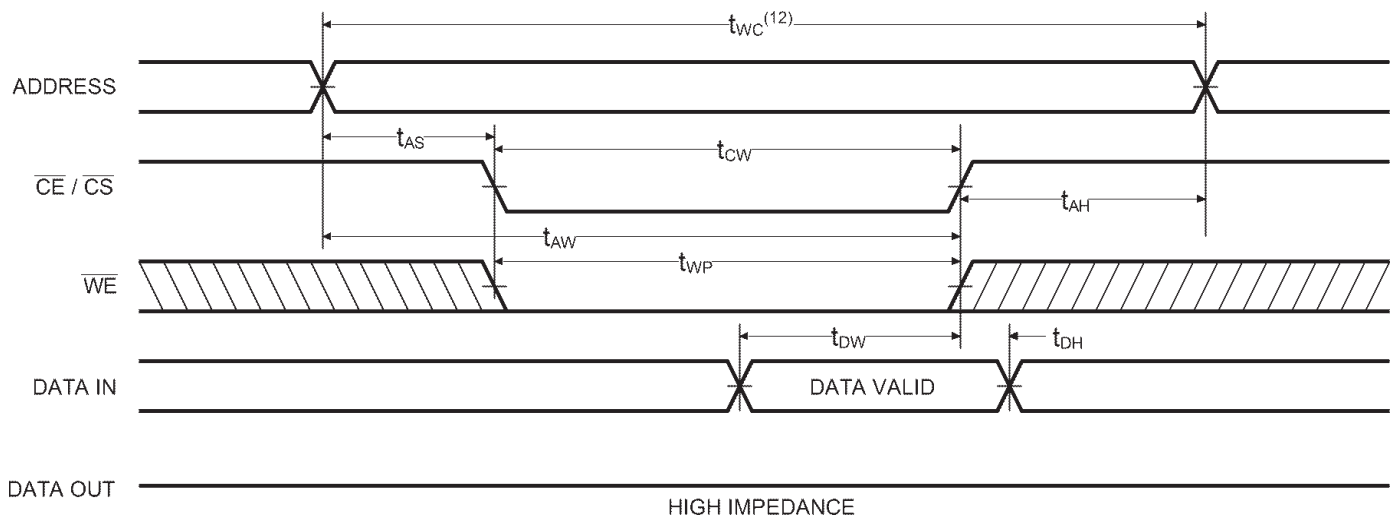 tWC(12)
ADDRESS
tAS
tCW
CE / CS
tAH
tAW
tWP
WE
tDW
tDH
DATA IN
DATA VALID
DATA OUT
HIGH IMPEDANCE